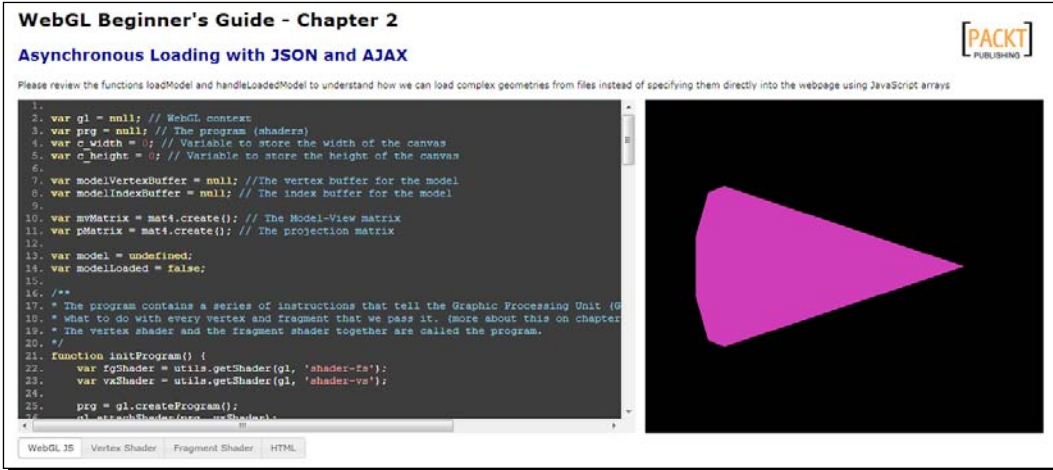 WebGL Beginner's Guide - Chapter 2
PACKT
PUBLISHING
Asynchronous Loading with JSON and AJAX
Please review the functions loadModel and handleLoadedModel to understand how we can load complex geometries from files instead of specifying them directly into the webpage using JavaScript arrays
1.
2. var gl = null; // WebGL context
3. var prg = null; // The program (shaders)
4. var c_width = 0; // Variable to store the width of the canvas
5. var c_height = 0; // Variable to store the height of the canvas
6.
7. var modelVertexBuffer = null; //The vertex buffer for the model
8. var modelIndexBuffer = null; // The index buffer for the model
9.
10. var mvMatrix = mat4.create(); // The Model-View matrix
11. var pMatrix = mat4.create(); // The projection matrix
12.
13. var model = undefined;
14. var modelLoaded = false;
15.
16. /**
17. * The program contains a series of instructions that tell the Graphic Processing Unit (G
18. * what to do with every vertex and fragment that we pass it. (more about this on chapter
19. * The vertex shader and the fragment shader together are called the program.
20. */
21. function initProgram() {
22. var fgShader = utils.getShader(gl, 'shader-fs');
23. var vxShader = utils.getShader(gl, 'shader-vs');
24.
25. prg = gl.createProgram();
26. gl.attachShader(prg, vxShader);
WebGL JS Vertex Shader Fragment Shader HTML